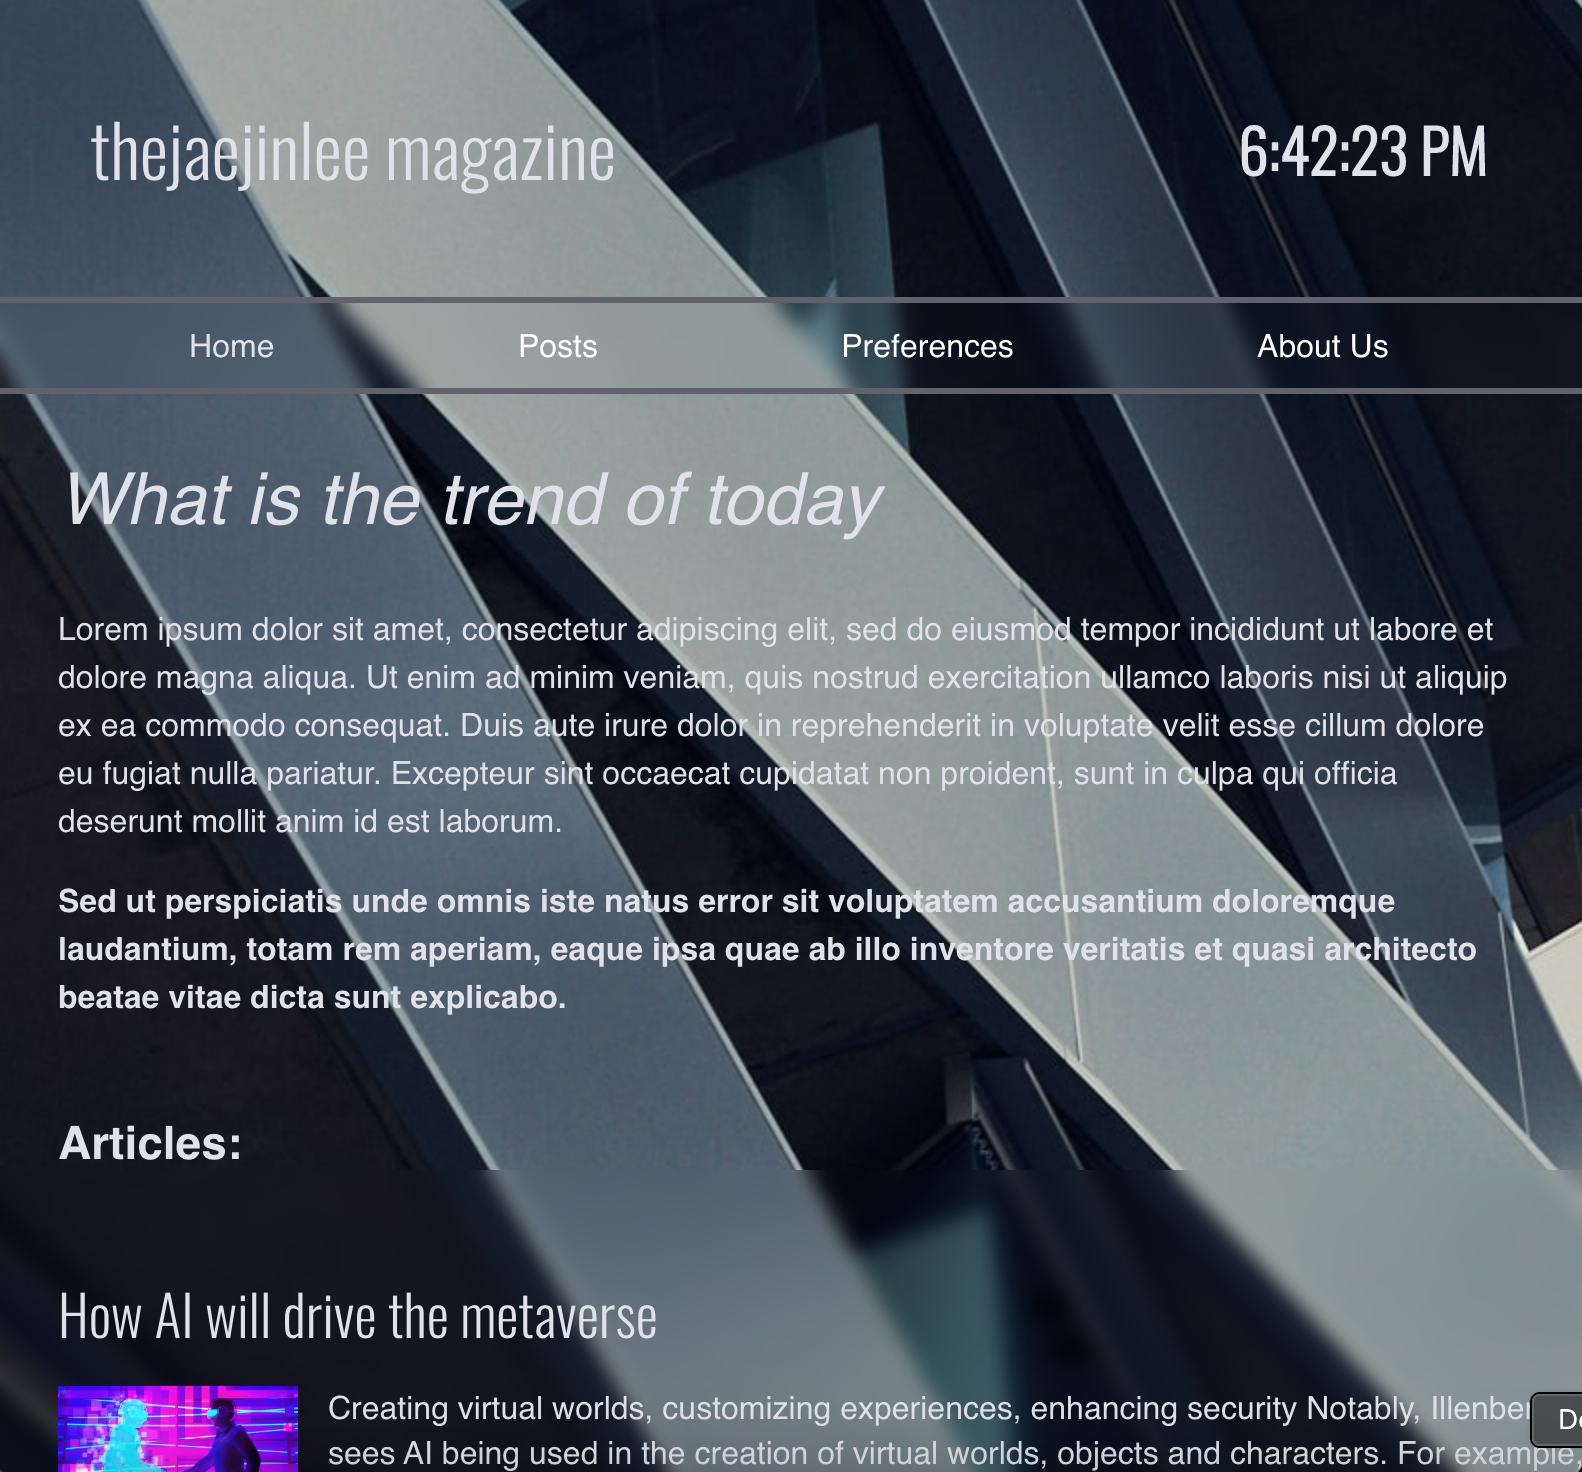 thejaejinlee magazine
6:42:23 PM
Home Posts Preferences About Us
What is the trend of today
Lorem ipsum dolor sit amet, consectetur adipiscing elit, sed do eiusmod tempor incididunt ut labore et
dolore magna aliqua. Ut enim ad minim veniam, quis nostrud exercitation ullamco laboris nisi ut aliquip
ex ea commodo consequat. Duis aute irure dolor in reprehenderit in voluptate velit esse cillum dolore
eu fugiat nulla pariatur. Excepteur sint occaecat cupidatat non proident, sunt in culpa qui officia
deserunt mollit anim id est laborum.
Sed ut perspiciatis unde omnis iste natus error sit voluptatem accusantium doloremque
laudantium, totam rem aperiam, eaque ipsa quae ab illo inventore veritatis et quasi architecto
beatae vitae dicta sunt explicabo.
Articles:
How AI will drive the metaverse
Creating virtual worlds, customizing experiences, enhancing security Notably,
sees AI being used in the creation of virtual worlds, objects and characters. For example,